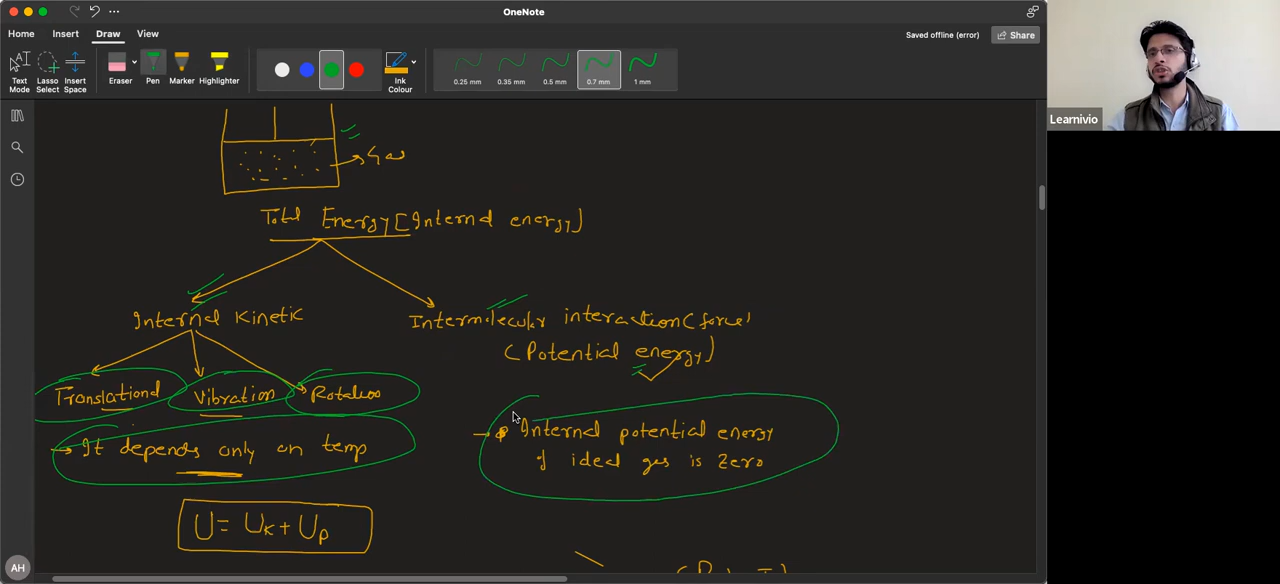 OneNote
Home Insert Draw View
Saved offline (error) Share
Text Mode
Lasso Select
Insert Space
Eraser
Pen
Marker
Highlighter
Ink Colour
0.25 mm
0.35 mm
0.5 mm
0.7 mm
1 mm
Learnivio
Gas
Total Energy [Internal energy)
Internal Kinetic
Intermolecular interaction (force)
(Potential energy)
Translational Vibration Rotation
→ It depends only on temp
→ Internal potential energy
of ideal gas is zero
U = UK + UP
AH